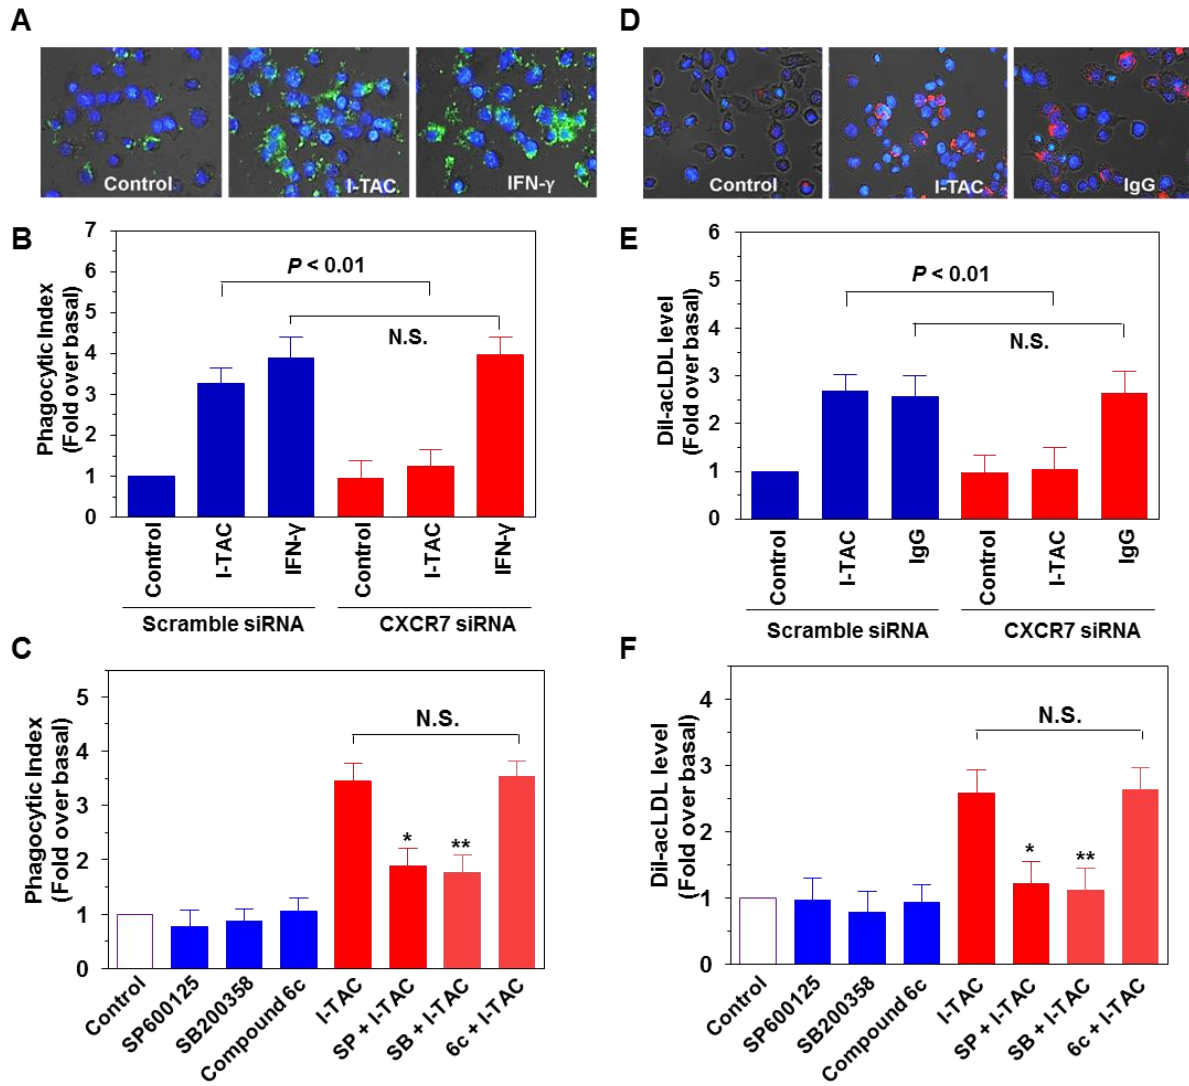 A
Control
I-TAC
IFN-γ
B
Phagocytic Index
(Fold over basal)
7
6
5
4
3
2
1
0
P < 0.01
N.S.
Control
I-TAC
IFN-γ
Control
I-TAC
IFN-γ
Scramble siRNA
CXCR7 siRNA
C
Phagocytic Index
(Fold over basal)
5
4
3
2
1
0
N.S.
*
**
Control
SP600125
SB200358
Compound 6c
I-TAC
SP + I-TAC
SB + I-TAC
6c + I-TAC
D
Control
I-TAC
IgG
E
Dil-acLDL level
(Fold over basal)
6
5
4
3
2
1
0
P < 0.01
N.S.
Control
I-TAC
IgG
Control
I-TAC
IgG
Scramble siRNA
CXCR7 siRNA
F
Dil-acLDL level
(Fold over basal)
4
3
2
1
0
N.S.
*
**
Control
SP600125
SB200358
Compound 6c
I-TAC
SP + I-TAC
SB + I-TAC
6c + I-TAC